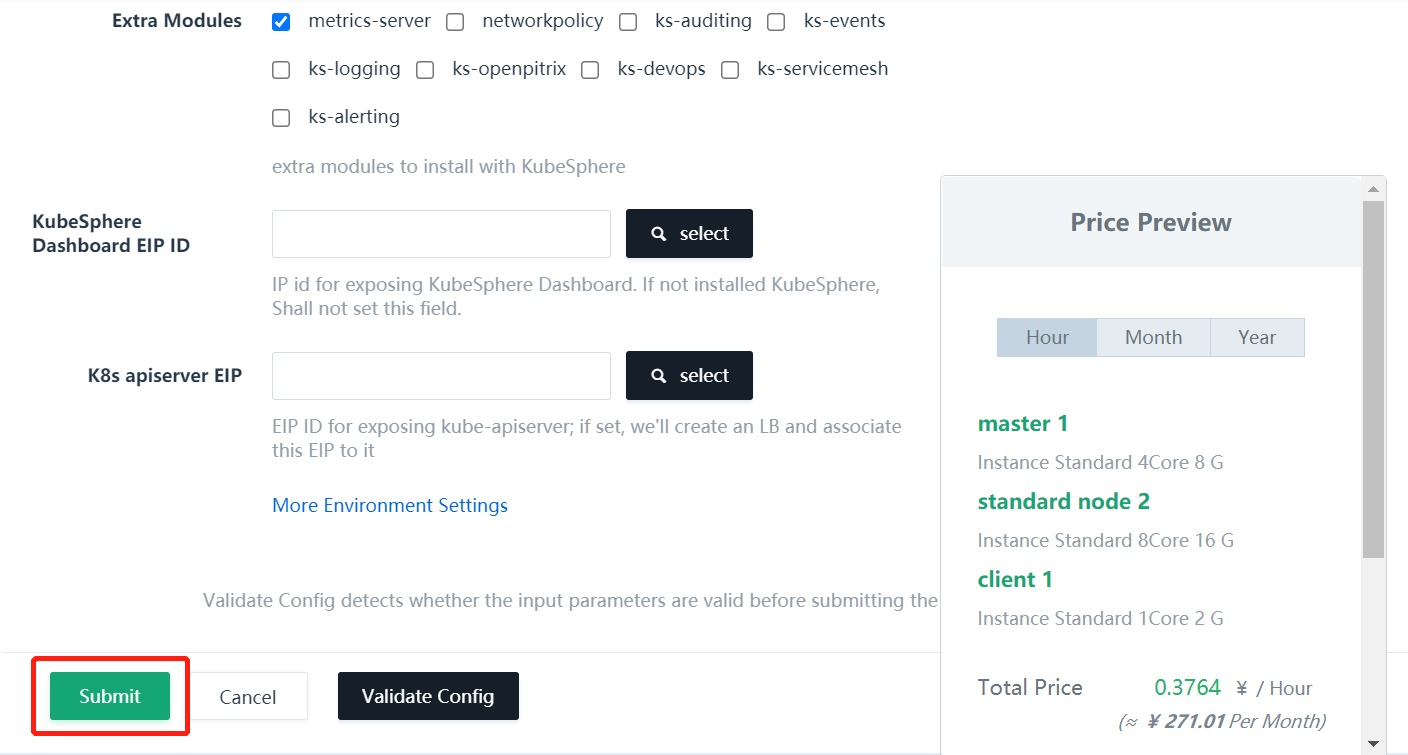 Extra Modules metrics-server networkpolicy ks-auditing ks-events
ks-logging ks-openpitrix ks-devops ks-servicemesh
ks-alerting
extra modules to install with KubeSphere
KubeSphere
Dashboard EIP ID
select
IP id for exposing KubeSphere Dashboard. If not installed KubeSphere,
Shall not set this field.
K8s apiserver EIP
select
EIP ID for exposing kube-apiserver; if set, we'll create an LB and associate
this EIP to it
More Environment Settings
Validate Config detects whether the input parameters are valid before submitting the
Submit Cancel Validate Config
Price Preview
Hour Month Year
master 1
Instance Standard 4Core 8 G
standard node 2
Instance Standard 8Core 16 G
client 1
Instance Standard 1Core 2 G
Total Price 0.3764 ¥ / Hour
(≈ ¥ 271.01 Per Month)